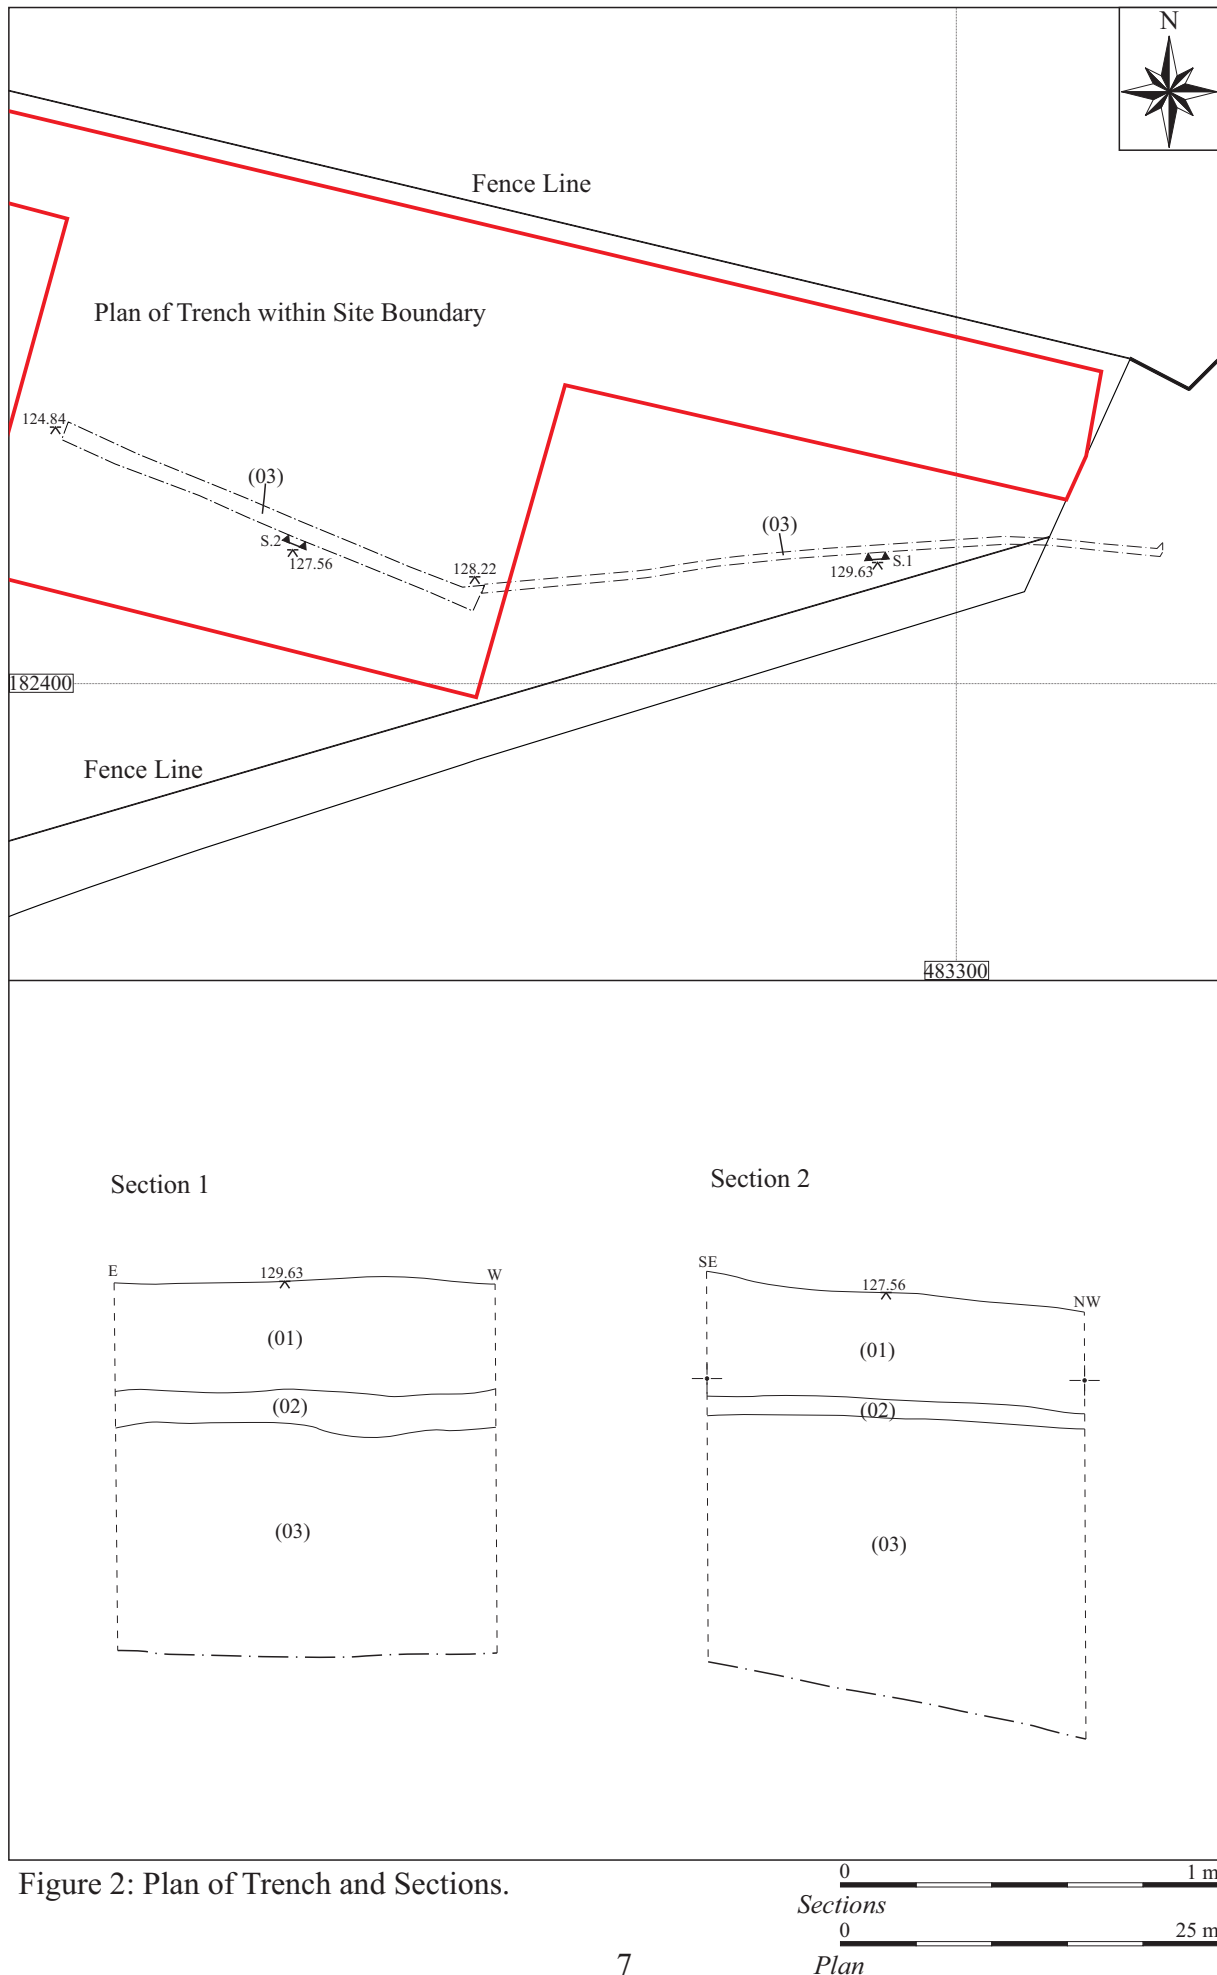 N
Fence Line
Plan of Trench within Site Boundary
124.84
(03)
S.2
127.56
128.22
(03)
129.63
S.1
182400
Fence Line
483300
Section 1
Section 2
E
129.63
W
SE
127.56
NW
(01)
(01)
(02)
(02)
(03)
(03)
Figure 2: Plan of Trench and Sections.
0
1 m
Sections
0
25 m
Plan
7